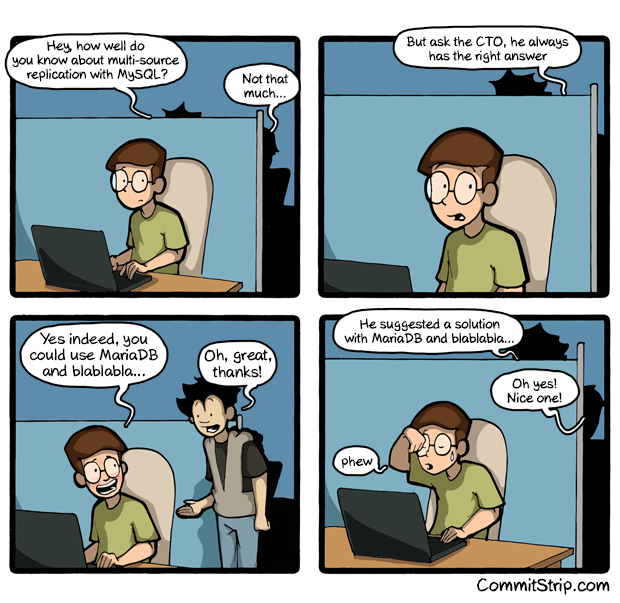 Hey, how well do
you know about multi-source
replication with MySQL?
Not that
much...
But ask the CTO, he always
has the right answer
Yes indeed, you
could use MariaDB
and blablabla...
Oh, great,
thanks!
He suggested a solution
with MariaDB and blablabla...
Oh yes!
Nice one!
phew
CommitStrip.com